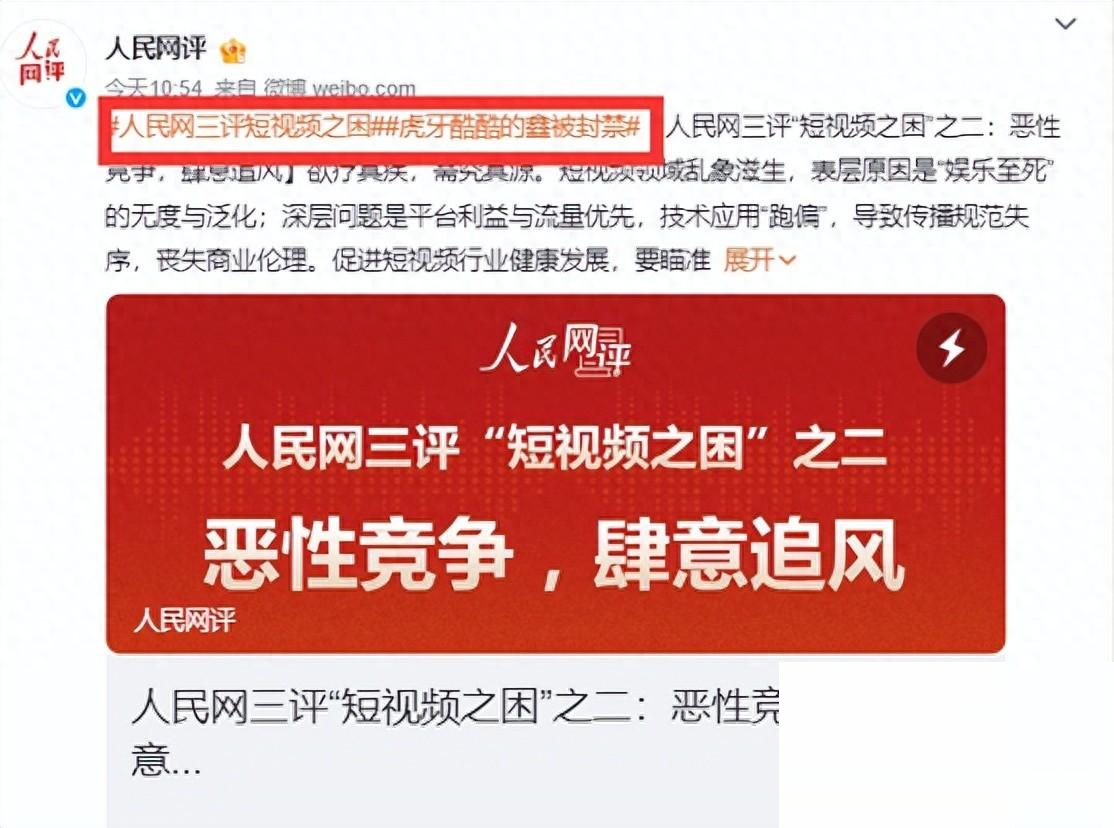 人民网评
人民网评
今天10:54 来自 微博 weibo.com
#人民网三评短视频之困##虎牙酷酷的鑫被封禁# 人民网三评“短视频之困”之二：恶性
竞争，肆意追风】欲疗其疾，需究其源。短视频领域乱象滋生，表层原因是“娱乐至死”
的无度与泛化；深层问题是平台利益与流量优先，技术应用“跑偏”，导致传播规范失
序，丧失商业伦理。促进短视频行业健康发展，要瞄准 展开
人民网评
人民网三评“短视频之困”之二
恶性竞争，肆意追风
人民网评
人民网三评“短视频之困”之二：恶性竞
意...